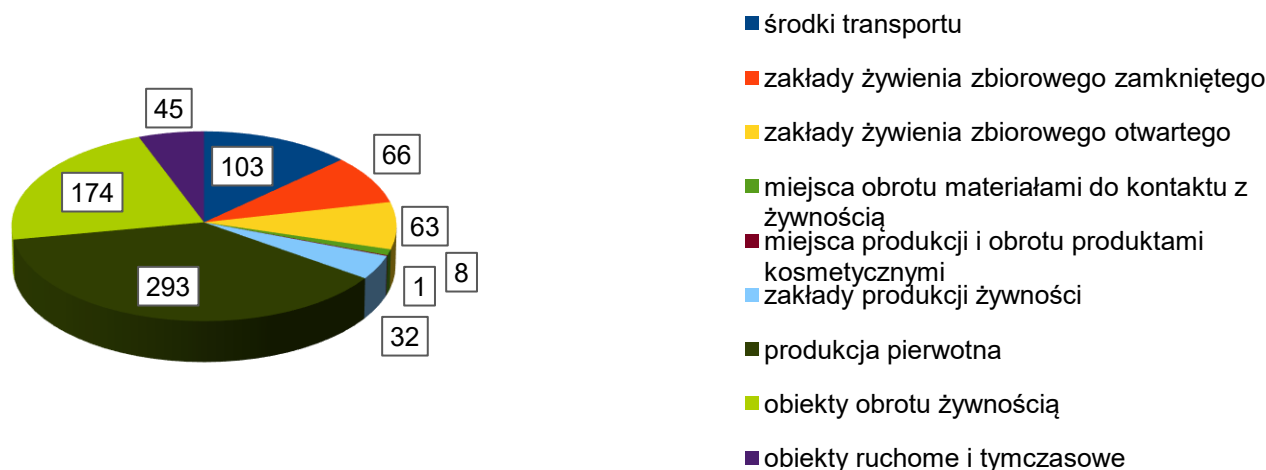 45
103
66
174
63
8
1
293
32
środki transportu
zakłady żywienia zbiorowego zamkniętego
zakłady żywienia zbiorowego otwartego
miejsca obrotu materiałami do kontaktu z
żywnością
miejsca produkcji i obrotu produktami
kosmetycznymi
zakłady produkcji żywności
produkcja pierwotna
obiekty obrotu żywnością
obiekty ruchome i tymczasowe